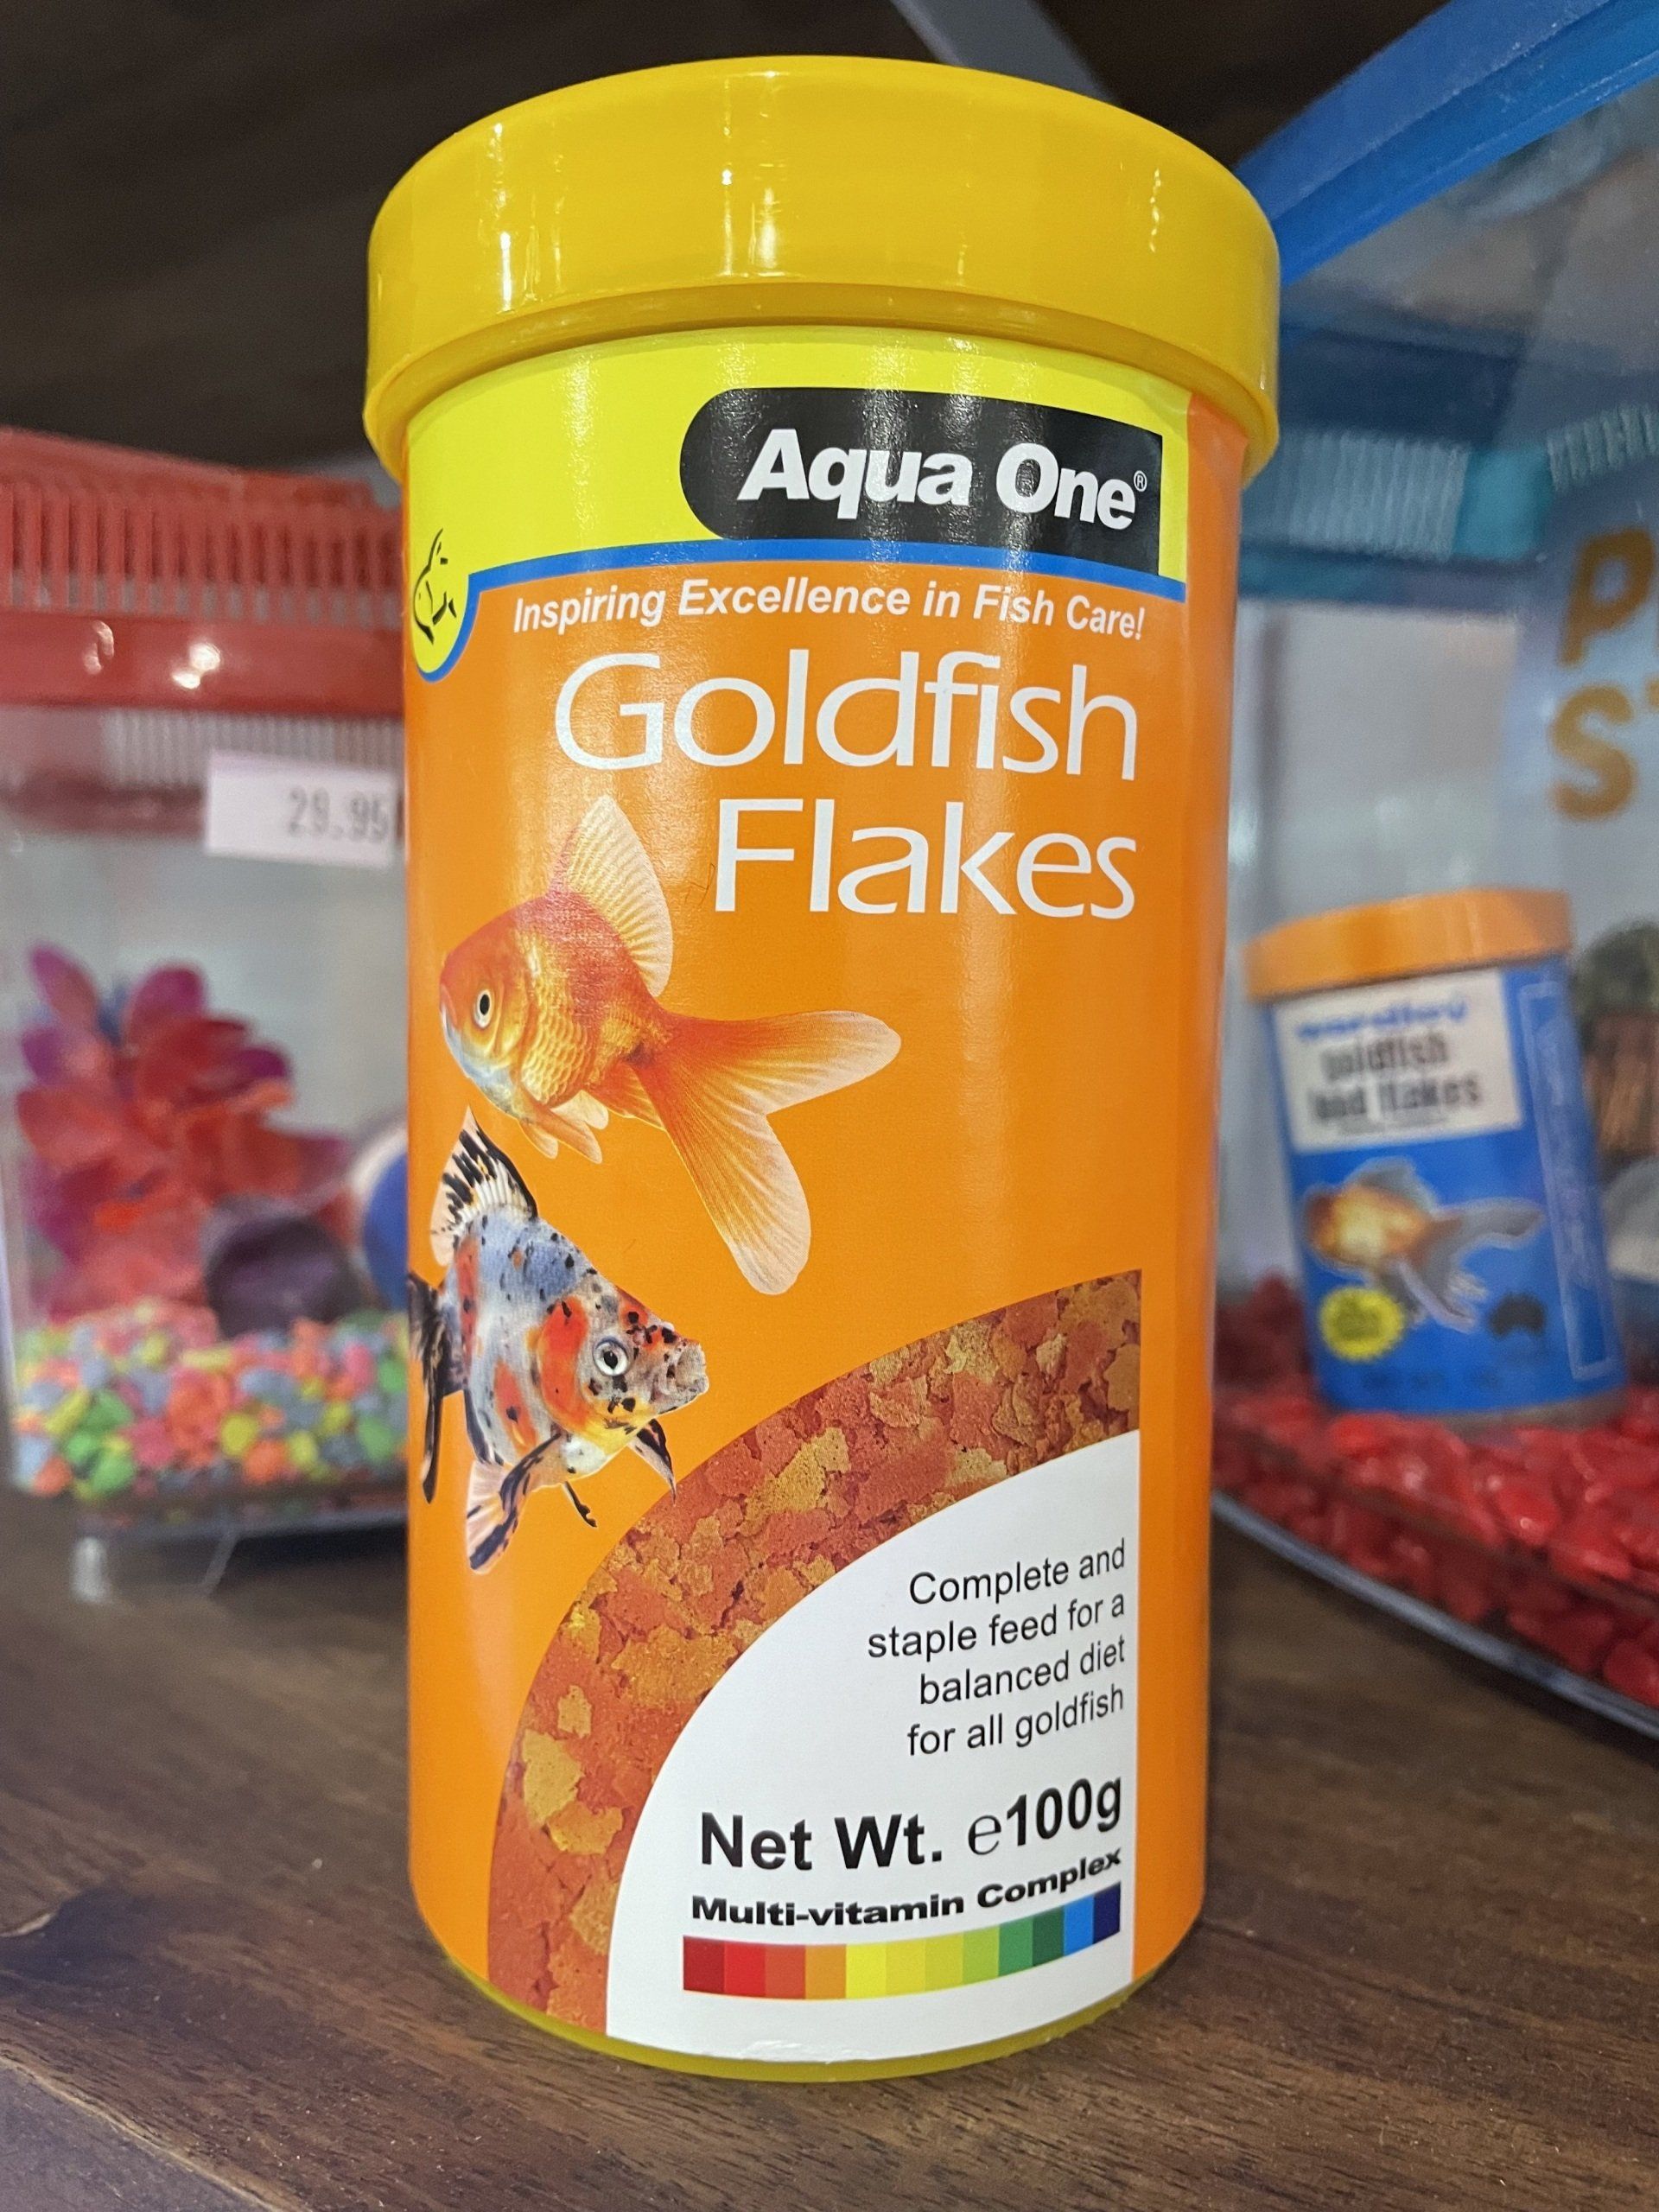 Aqua One®
Inspiring Excellence in Fish Care!
Goldfish
Flakes
Complete and
staple feed for a
balanced diet
for all goldfish
Net Wt. ℮100g
Multi-vitamin Complex
29.95
goldfish
food flakes